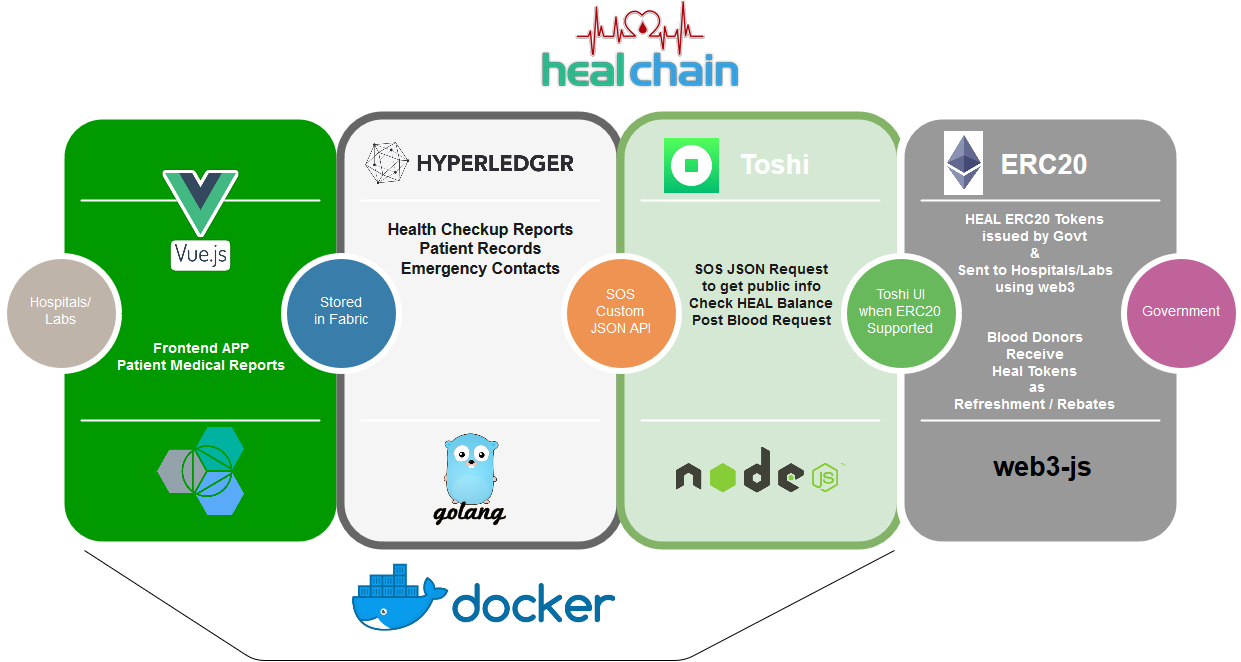 heal chain
HYPERLEDGER
Toshi
ERC20
Vue.js
Hospitals/
Labs
Frontend APP
Patient Medical Reports
Stored
in Fabric
Health Checkup Reports
Patient Records
Emergency Contacts
golang
SOS
Custom
JSON API
SOS JSON Request
to get public info
Check HEAL Balance
Post Blood Request
node
JS
Toshi UI
when ERC20
Supported
HEAL ERC20 Tokens
issued by Govt
&
Sent to Hospitals/Labs
using web3
Blood Donors
Receive
Heal Tokens
as
Refreshment / Rebates
web3-js
Government
docker